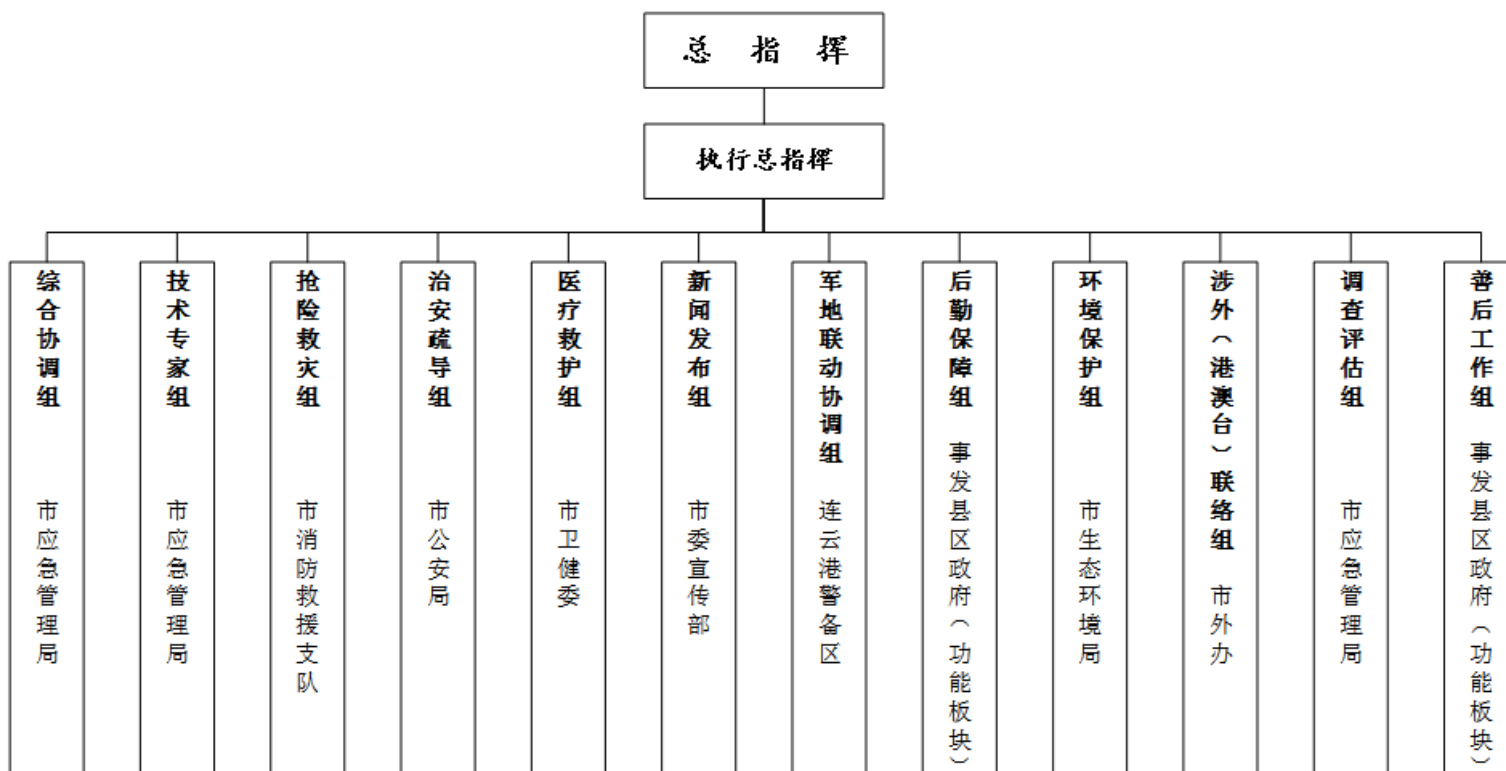 总 指 挥
执行总指挥
综合协调组 市应急管理局
技术专家组 市应急管理局
抢险救灾组 市消防救援支队
治安疏导组 市公安局
医疗救护组 市卫健委
新闻发布组 市委宣传部
军地联动协调组 连云港警备区
后勤保障组 事发县区政府（功能板块）
环境保护组 市生态环境局
涉外（港澳台）联络组 市外办
调查评估组 市应急管理局
善后工作组 事发县区政府（功能板块）